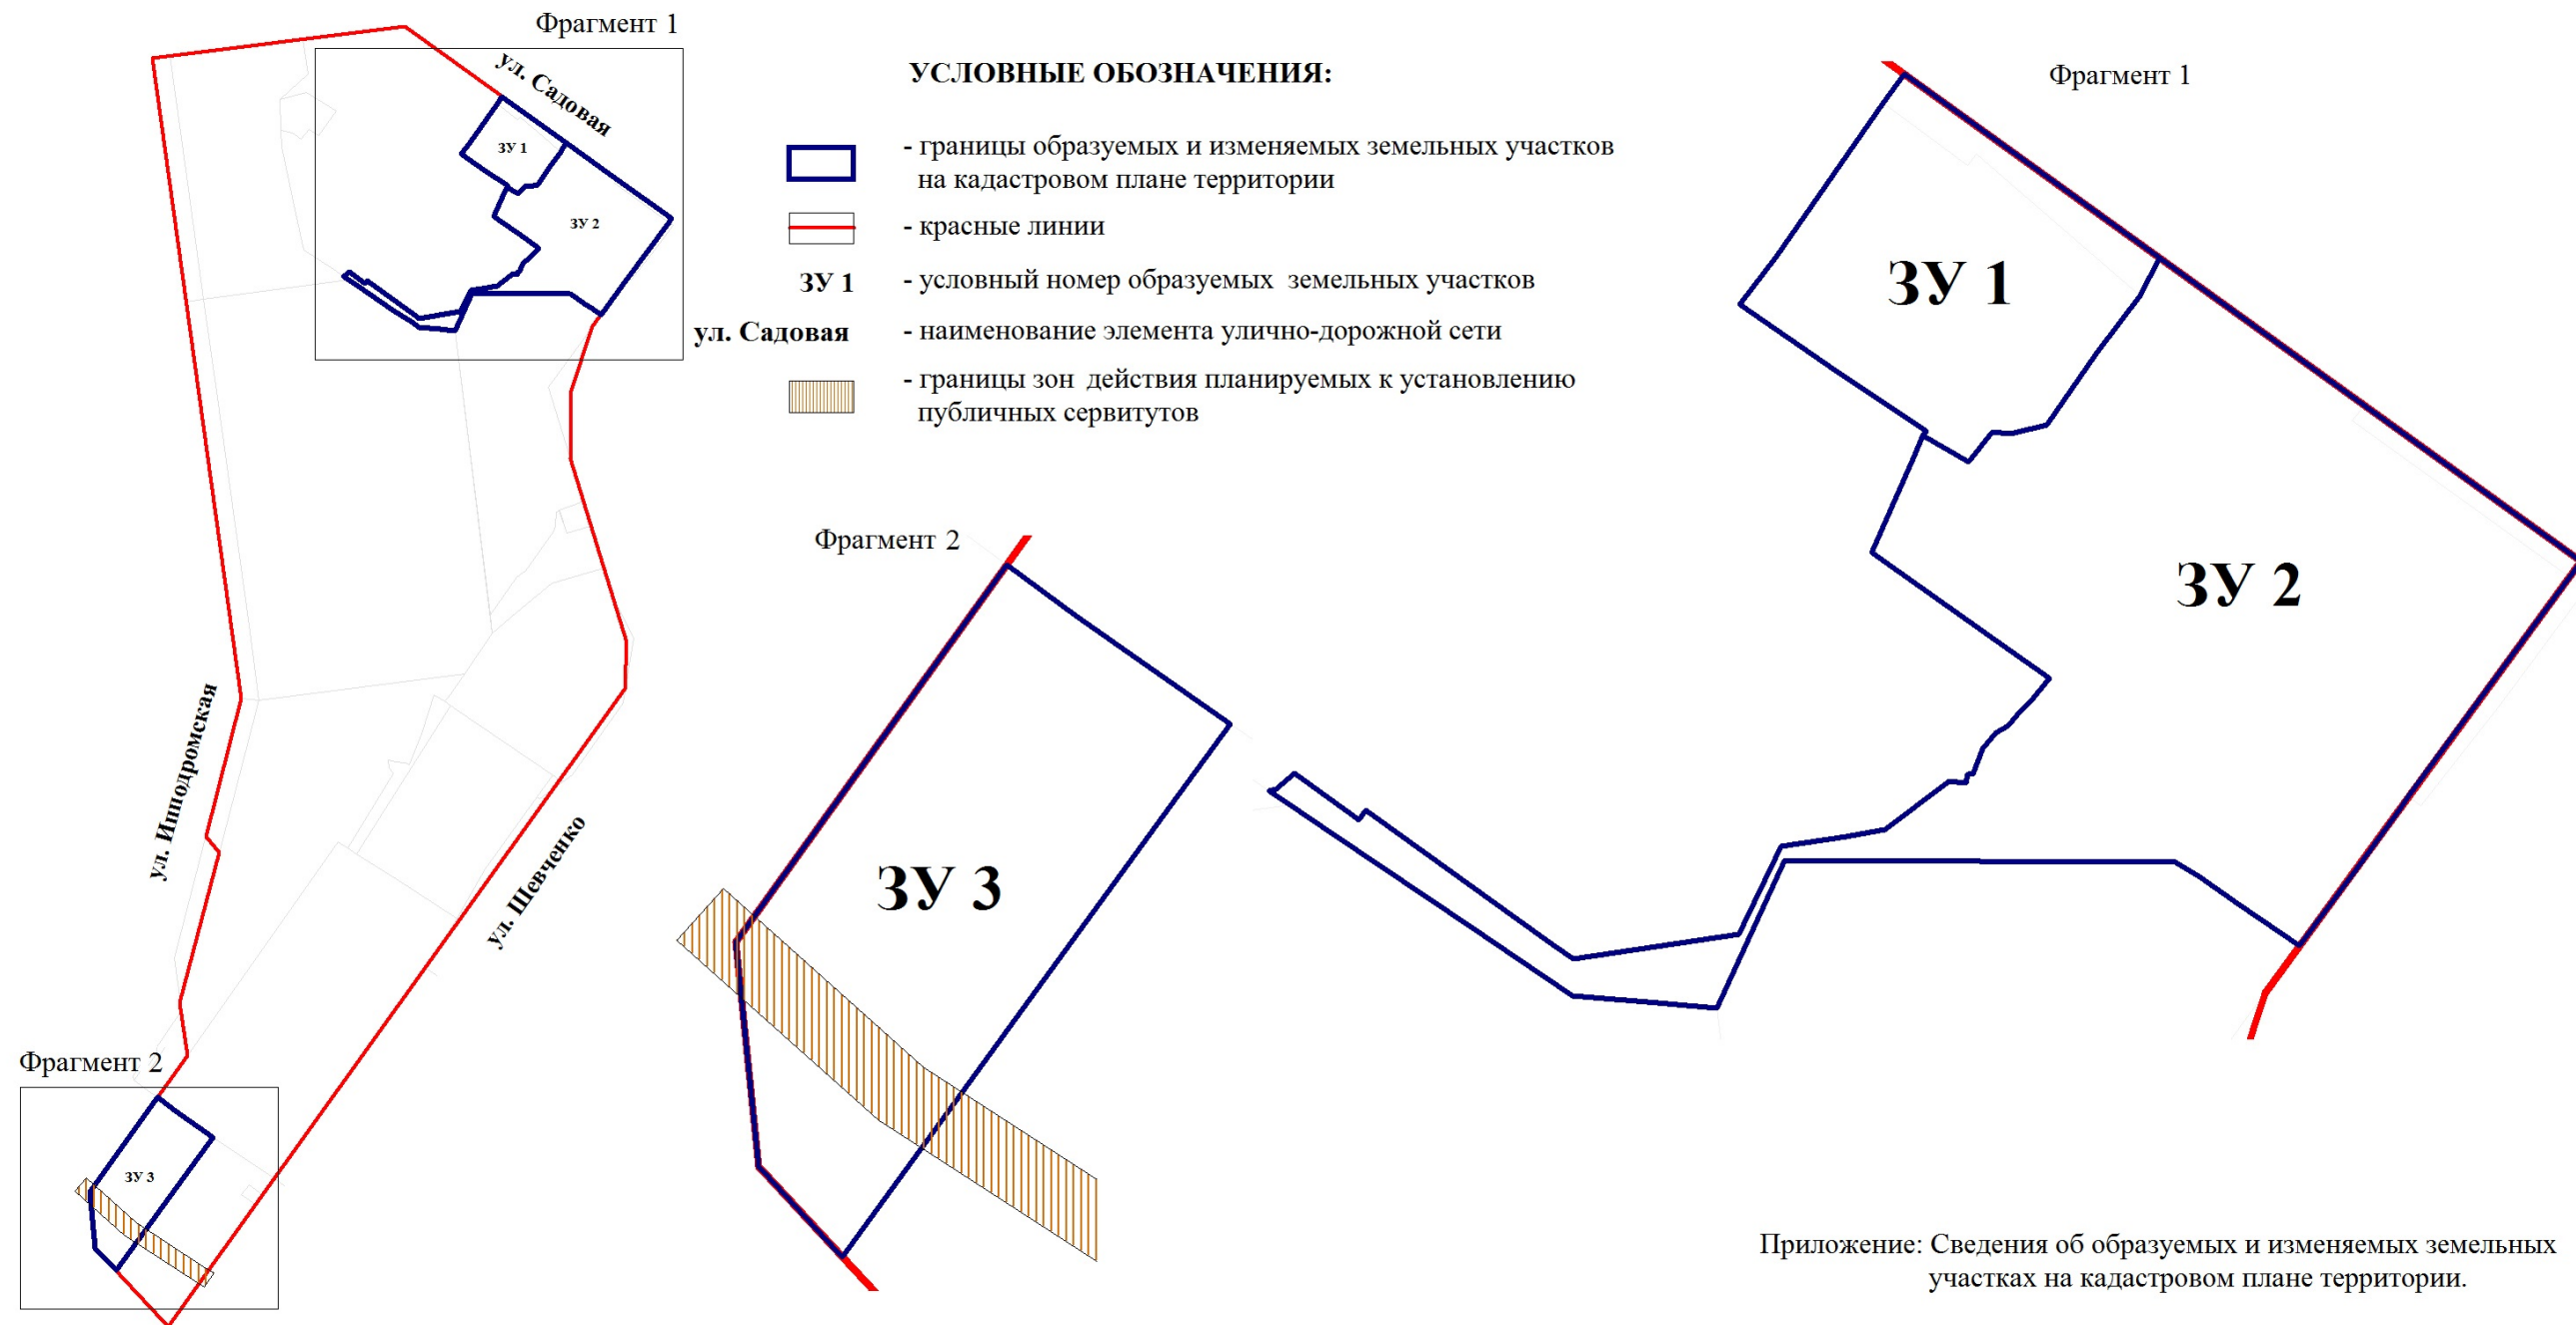 Фрагмент 1
ул. Садовая
ЗУ 1
ЗУ 2
ул. Ипподромская
ул. Шевченко
Фрагмент 2
ЗУ 3
УСЛОВНЫЕ ОБОЗНАЧЕНИЯ:
- границы образуемых и изменяемых земельных участков
на кадастровом плане территории
- красные линии
ЗУ 1 - условный номер образуемых земельных участков
ул. Садовая - наименование элемента улично-дорожной сети
- границы зон действия планируемых к установлению
публичных сервитутов
Фрагмент 2
ЗУ 3
Фрагмент 1
ЗУ 1
ЗУ 2
Приложение: Сведения об образуемых и изменяемых земельных
участках на кадастровом плане территории.